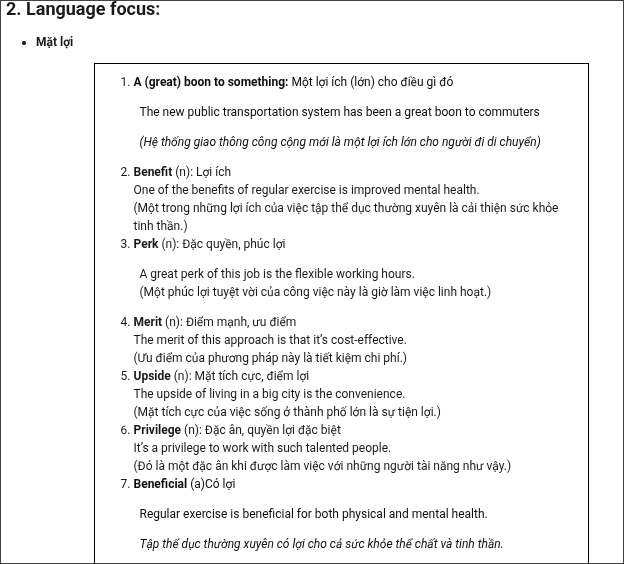 2. Language focus:
• Mặt lợi
1. A (great) boon to something: Một lợi ích (lớn) cho điều gì đó
The new public transportation system has been a great boon to commuters
(Hệ thống giao thông công cộng mới là một lợi ích lớn cho người đi di chuyển)
2. Benefit (n): Lợi ích
One of the benefits of regular exercise is improved mental health.
(Một trong những lợi ích của việc tập thể dục thường xuyên là cải thiện sức khỏe
tinh thần.)
3. Perk (n): Đặc quyền, phúc lợi
A great perk of this job is the flexible working hours.
(Một phúc lợi tuyệt vời của công việc này là giờ làm việc linh hoạt.)
4. Merit (n): Điểm mạnh, ưu điểm
The merit of this approach is that it's cost-effective.
(Ưu điểm của phương pháp này là tiết kiệm chi phí.)
5. Upside (n): Mặt tích cực, điểm lợi
The upside of living in a big city is the convenience.
(Mặt tích cực của việc sống ở thành phố lớn là sự tiện lợi.)
6. Privilege (n): Đặc ân, quyền lợi đặc biệt
It's a privilege to work with such talented people.
(Đó là một đặc ân khi được làm việc với những người tài năng như vậy.)
7. Beneficial (a)Có lợi
Regular exercise is beneficial for both physical and mental health.
Tập thể dục thường xuyên có lợi cho cả sức khỏe thể chất và tinh thần.